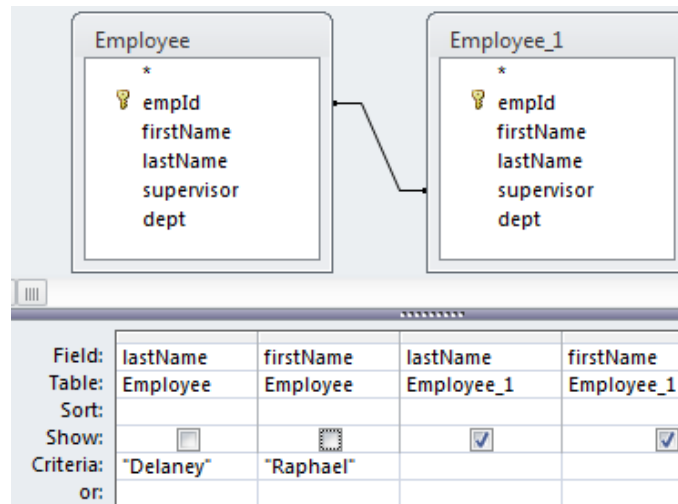 Employee
*
empId
firstName
lastName
supervisor
dept
Employee_1
*
empId
firstName
lastName
supervisor
dept
Field: lastName firstName lastName firstName
Table: Employee Employee Employee_1 Employee_1
Sort:
Show:
Criteria: "Delaney" "Raphael"
or: